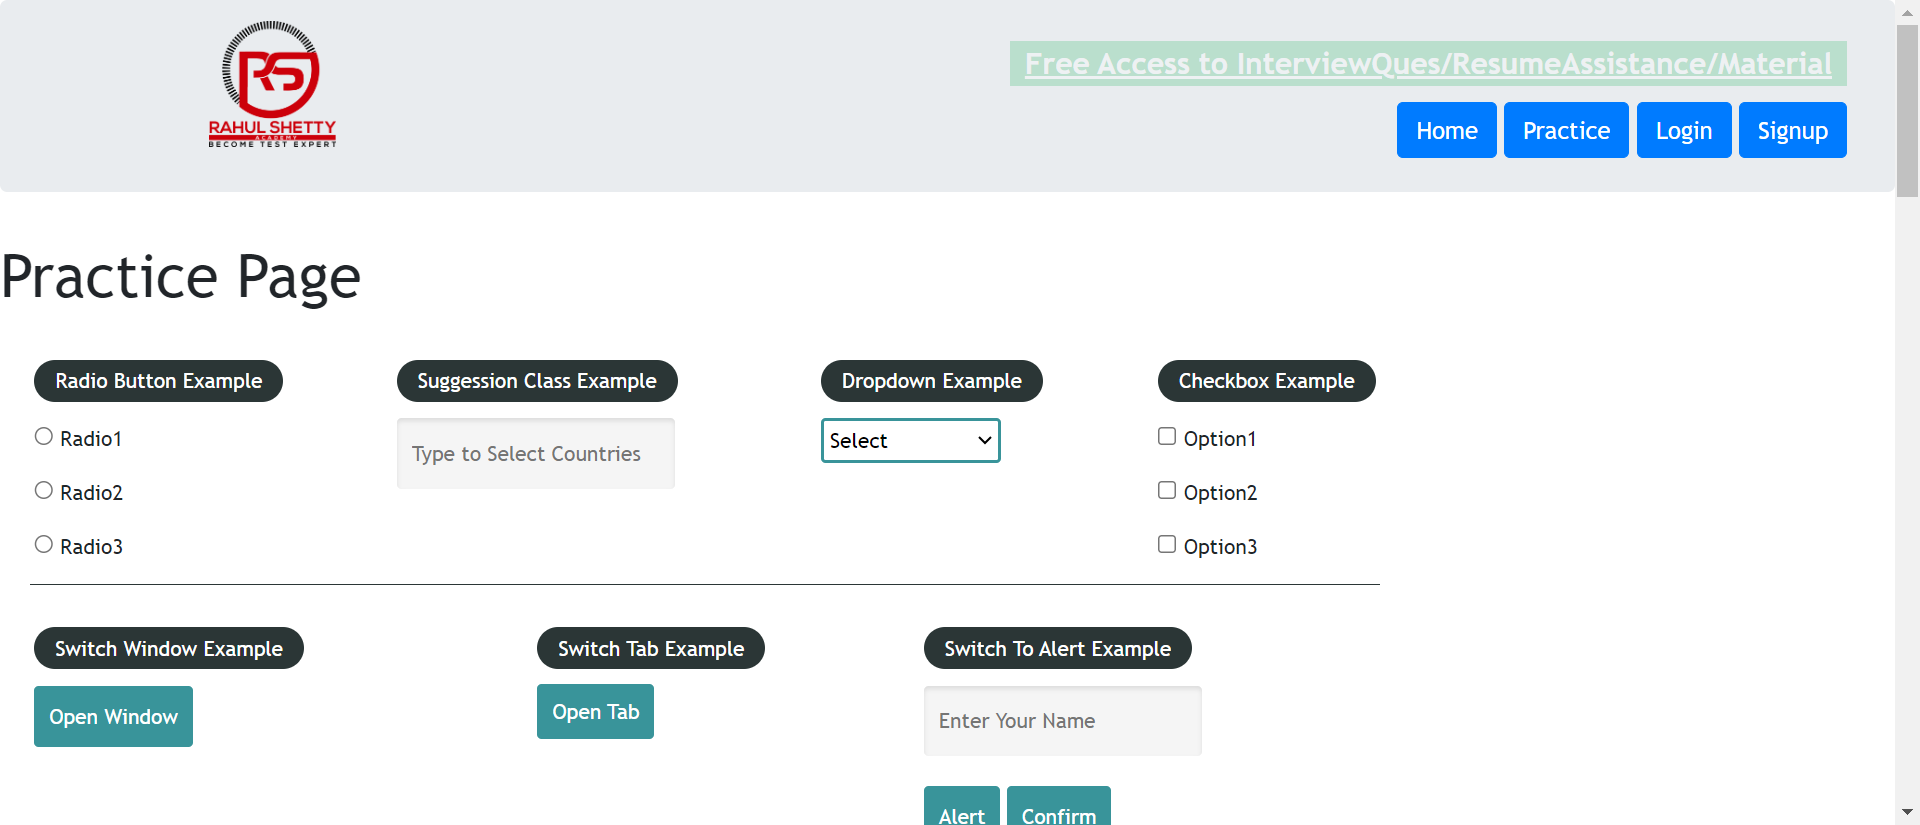 RAHUL SHETTY
ACADEMY
BECOME TEST EXPERT
Free Access to InterviewQues/ResumeAssistance/Material
Home Practice Login Signup
Practice Page
Radio Button Example
Radio1
Radio2
Radio3
Suggession Class Example
Type to Select Countries
Dropdown Example
Select
Checkbox Example
Option1
Option2
Option3
Switch Window Example
Open Window
Switch Tab Example
Open Tab
Switch To Alert Example
Enter Your Name
Alert Confirm